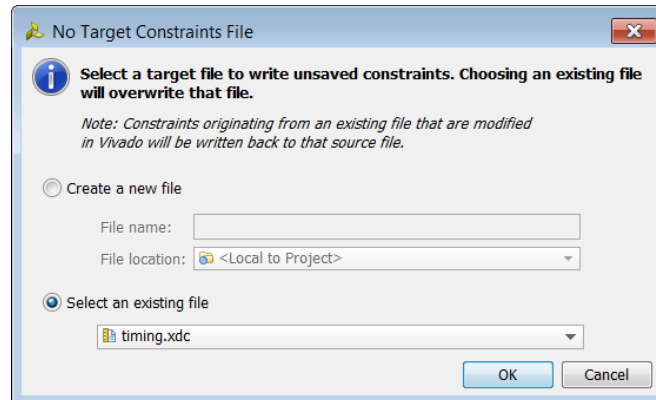 No Target Constraints File
Select a target file to write unsaved constraints. Choosing an existing file
will overwrite that file.
Note: Constraints originating from an existing file that are modified
in Vivado will be written back to that source file.
Create a new file
File name:
File location: <Local to Project>
Select an existing file
timing.xdc
OK Cancel